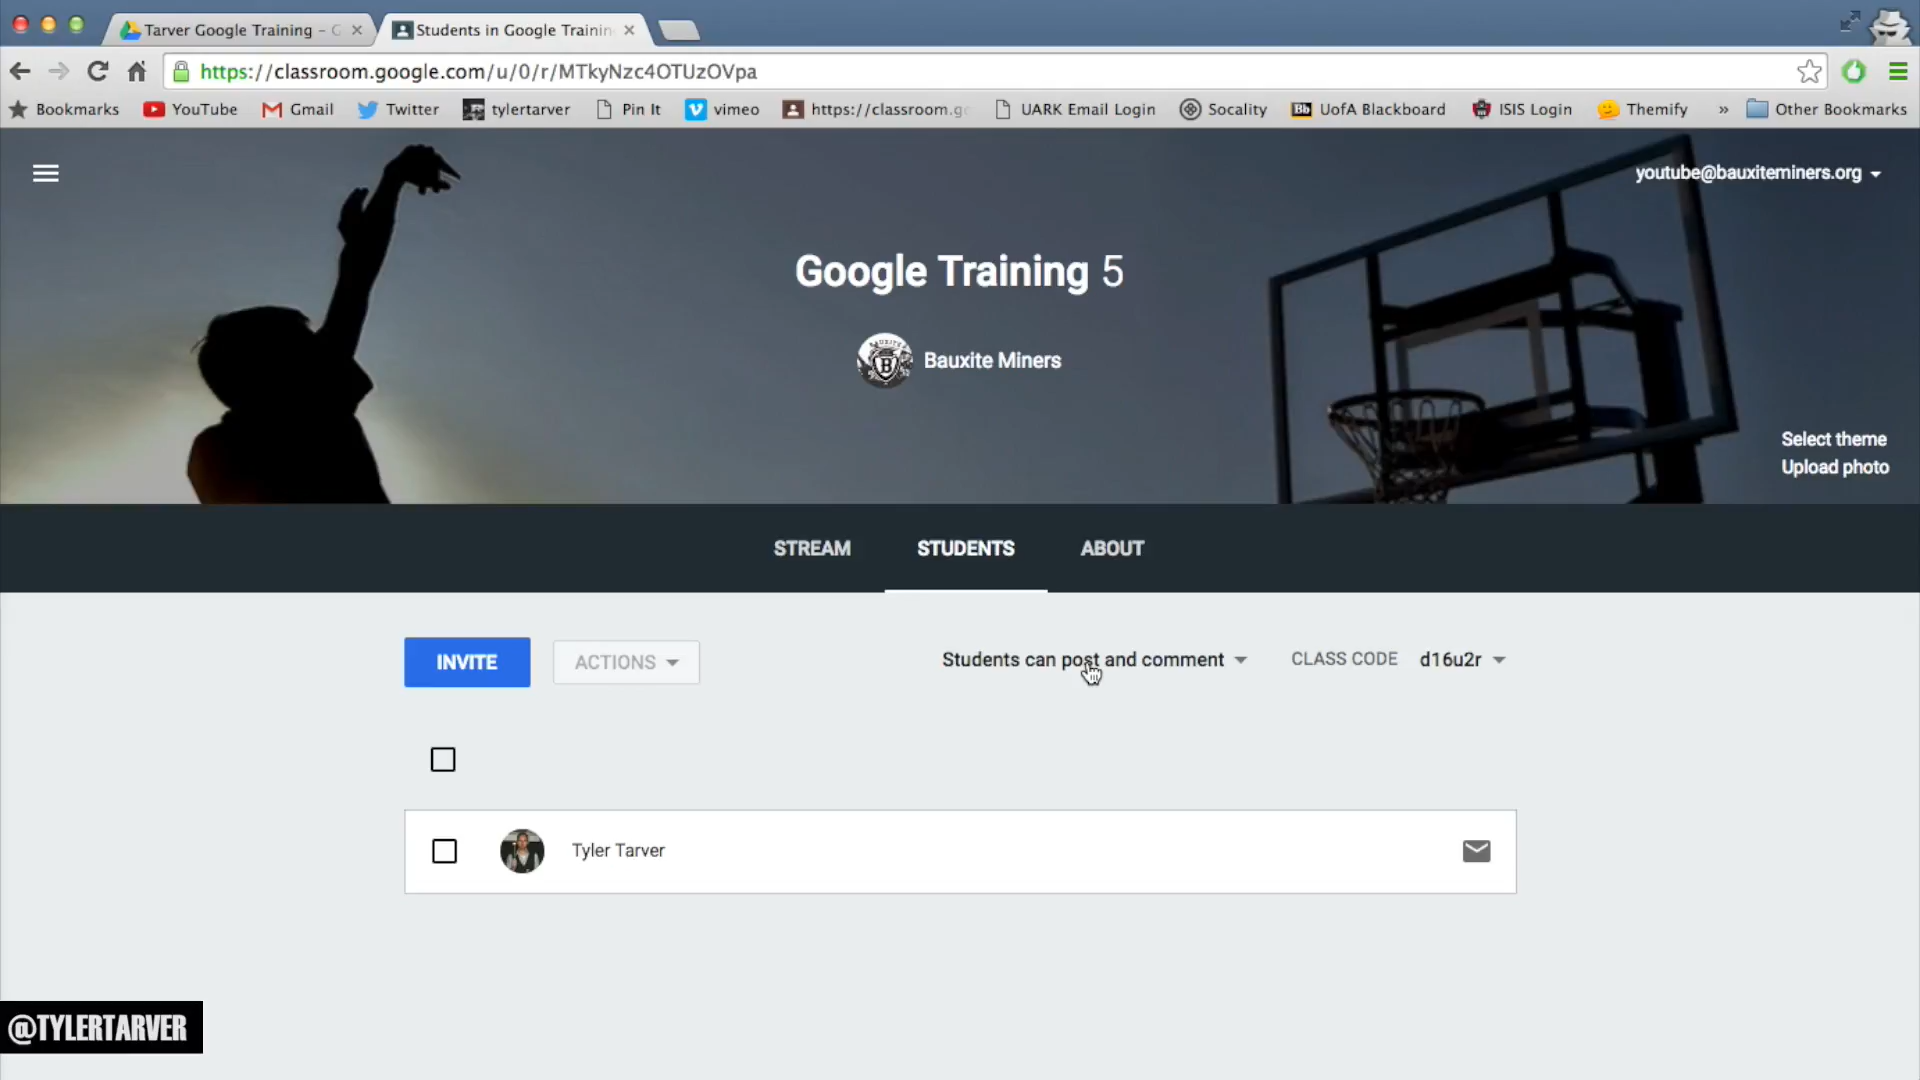 Tarver Google Training – G
Students in Google Trainin
https://classroom.google.com/u/0/r/MTkyNzc4OTUzOVpa
Bookmarks YouTube Gmail Twitter tylertarver Pin It vimeo https://classroom.go UARK Email Login Socality Bb UofA Blackboard ISIS Login Themify » Other Bookmarks
youtube@bauxiteminers.org
Google Training 5
Bauxite Miners
Select theme
Upload photo
STREAM STUDENTS ABOUT
INVITE ACTIONS Students can post and comment CLASS CODE d16u2r
Tyler Tarver
@TYLERTARVER